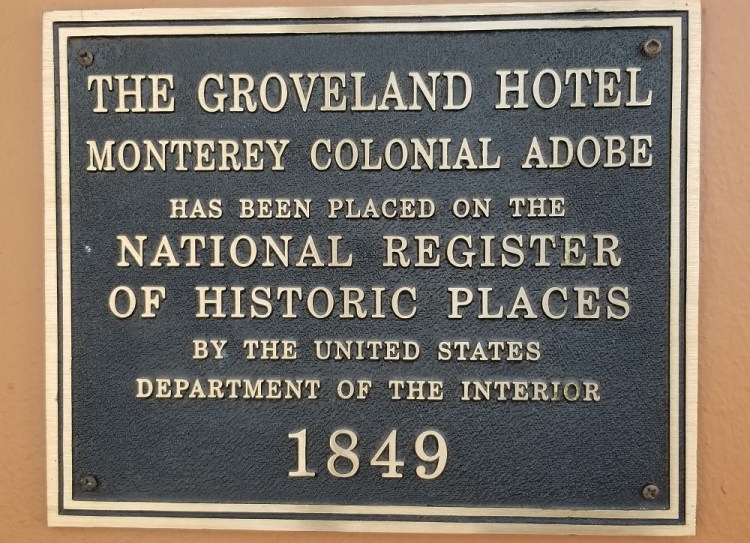 THE GROVELAND HOTEL
MONTEREY COLONIAL ADOBE
HAS BEEN PLACED ON THE
NATIONAL REGISTER
OF HISTORIC PLACES
BY THE UNITED STATES
DEPARTMENT OF THE INTERIOR
1849